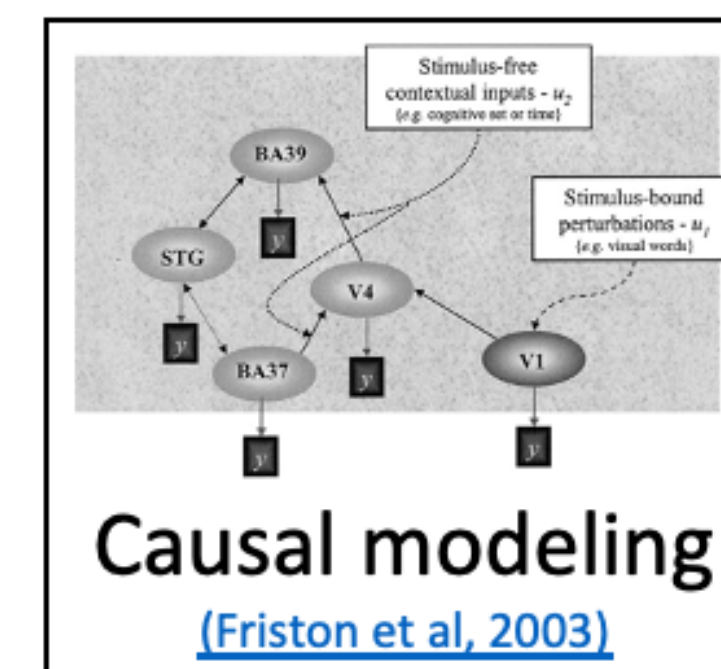 Stimulus-free
contextual inputs - u2
{e.g. cognitive set or time}
BA39
Stimulus-bound
perturbations - u1
{e.g. visual words}
y
STG
V4
y
V1
BA37
y
y
y
Causal modeling
(Friston et al, 2003)